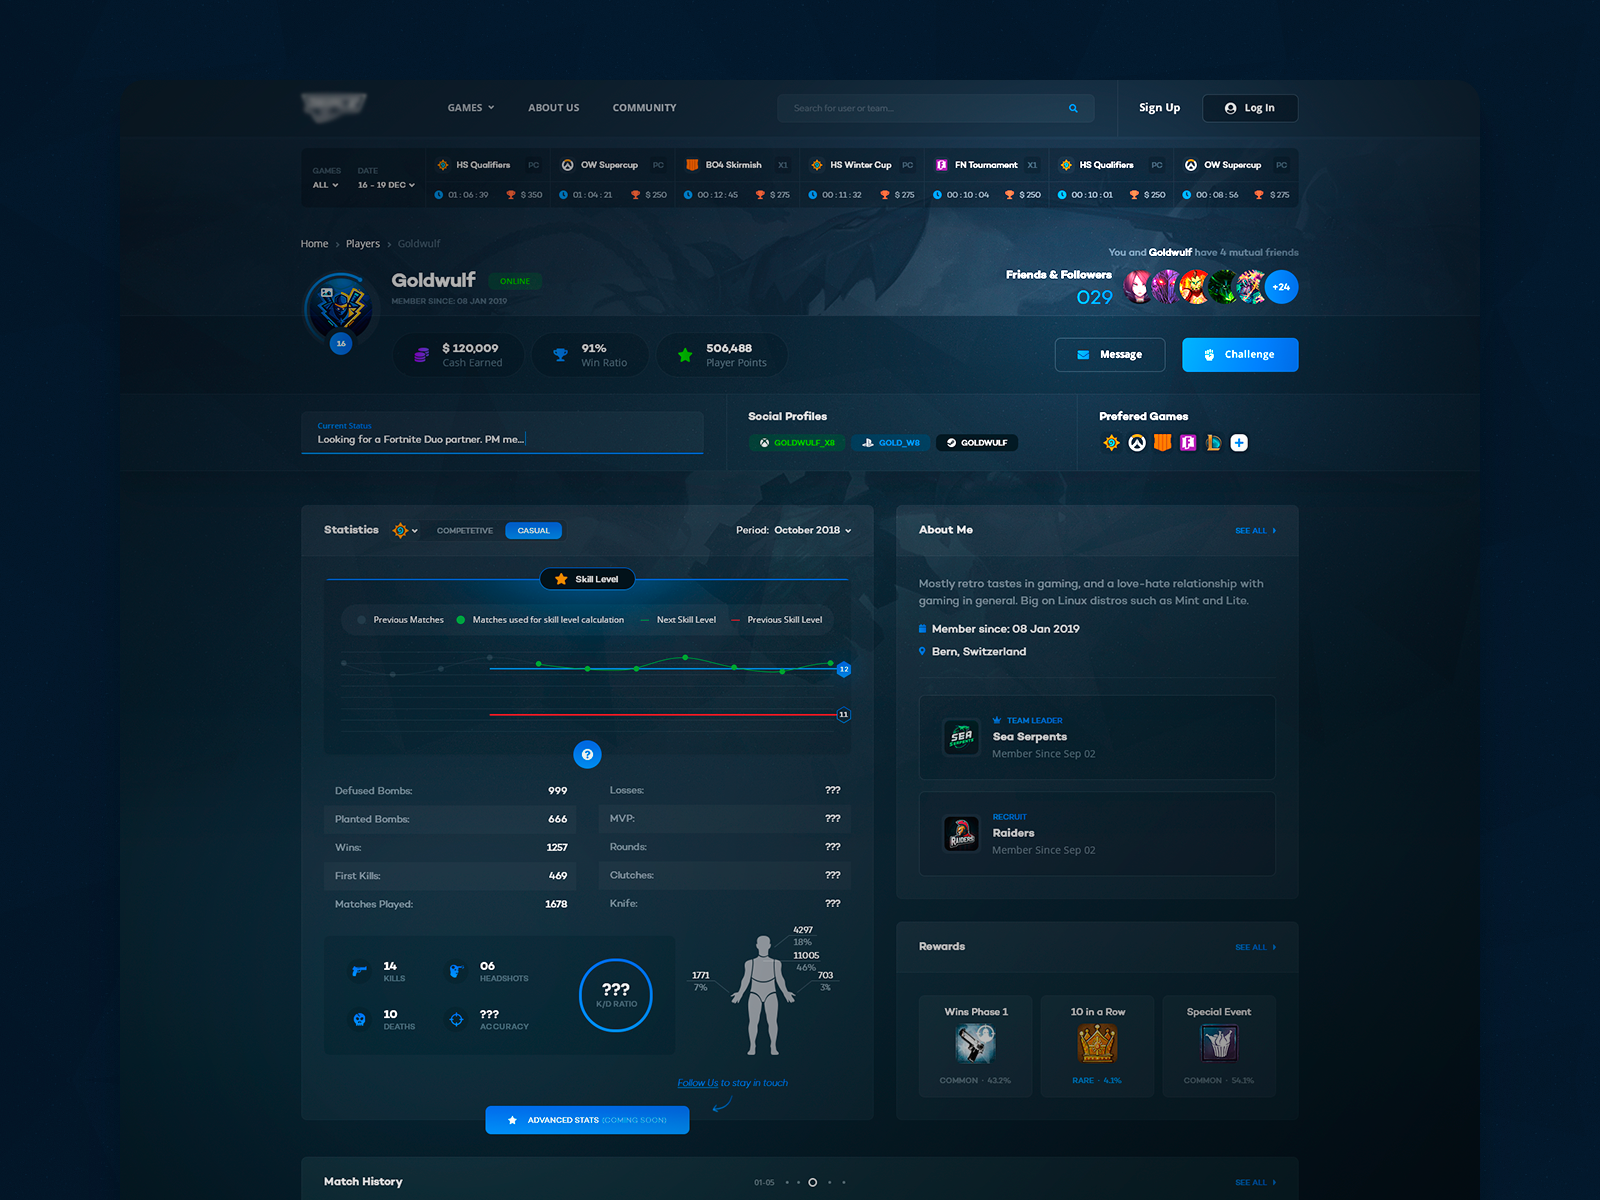 GAMES ABOUT US COMMUNITY Search for user or team... Sign Up Log In
GAMES DATE
ALL 16 - 19 DEC
HS Qualifiers PC
01 : 06 : 39 $ 350
OW Supercup PC
01 : 04 : 21 $ 250
BO4 Skirmish X1
00 : 12 : 45 $ 275
HS Winter Cup PC
00 : 11 : 32 $ 275
FN Tournament X1
00 : 10 : 04 $ 250
HS Qualifiers PC
00 : 10 : 01 $ 250
OW Supercup PC
00 : 08 : 56 $ 275
Home > Players > Goldwulf
You and Goldwulf have 4 mutual friends
Goldwulf ONLINE
MEMBER SINCE: 08 JAN 2019
16
Friends & Followers
029
+24
$ 120,009
Cash Earned
91%
Win Ratio
506,488
Player Points
Message
Challenge
Current Status
Looking for a Fortnite Duo partner. PM me...
Social Profiles
GOLDWULF_X8 GOLD_W8 GOLDWULF
Prefered Games
Statistics COMPETETIVE CASUAL Period: October 2018
Skill Level
Previous Matches Matches used for skill level calculation Next Skill Level Previous Skill Level
12
11
?
Defused Bombs: 999
Planted Bombs: 666
Wins: 1257
First Kills: 469
Matches Played: 1678
Losses: ???
MVP: ???
Rounds: ???
Clutches: ???
Knife: ???
14
KILLS
06
HEADSHOTS
10
DEATHS
???
ACCURACY
???
K/D RATIO
4297
18%
11005
46%
1771
7%
703
3%
Follow Us to stay in touch
ADVANCED STATS (COMING SOON)
About Me SEE ALL
Mostly retro tastes in gaming, and a love-hate relationship with
gaming in general. Big on Linux distros such as Mint and Lite.
Member since: 08 Jan 2019
Bern, Switzerland
SEA
SERPENTS
TEAM LEADER
Sea Serpents
Member Since Sep 02
RAIDERS
RECRUIT
Raiders
Member Since Sep 02
Rewards SEE ALL
Wins Phase 1
COMMON - 43.2%
10 in a Row
RARE - 4.1%
Special Event
COMMON - 54.1%
Match History 01-05 SEE ALL